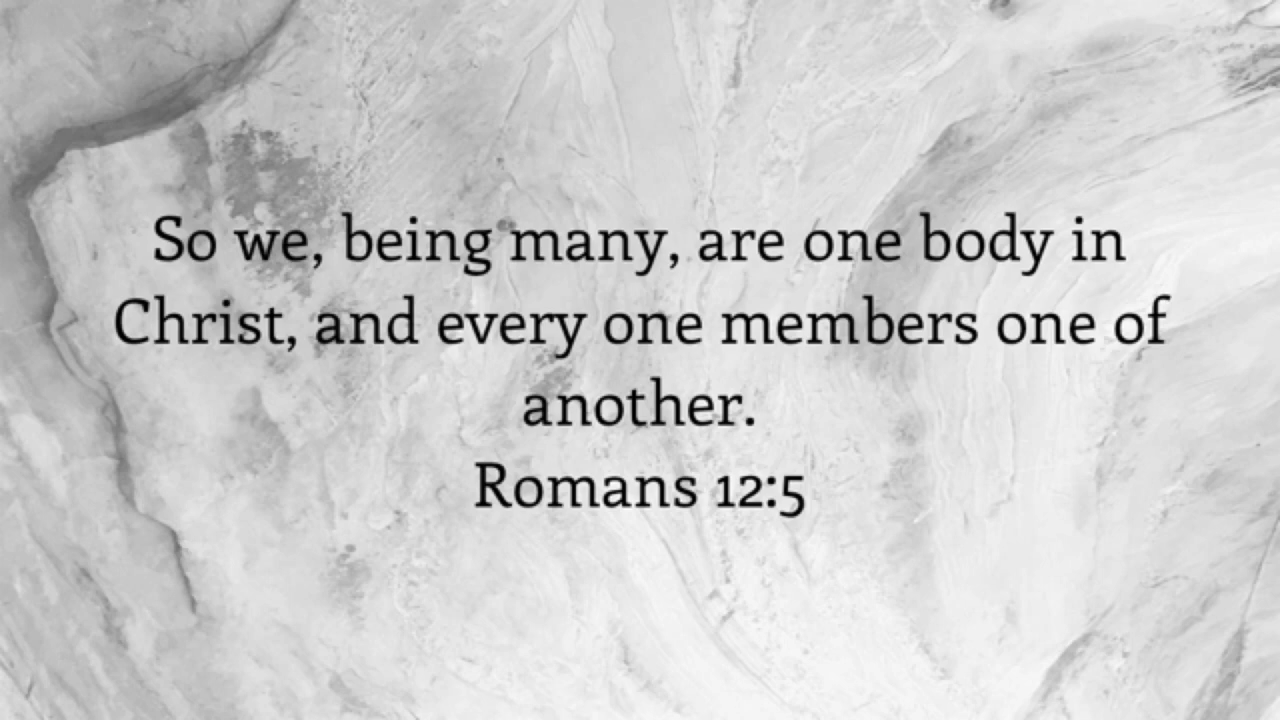 So we, being many, are one body in
Christ, and every one members one of
another.
Romans 12:5